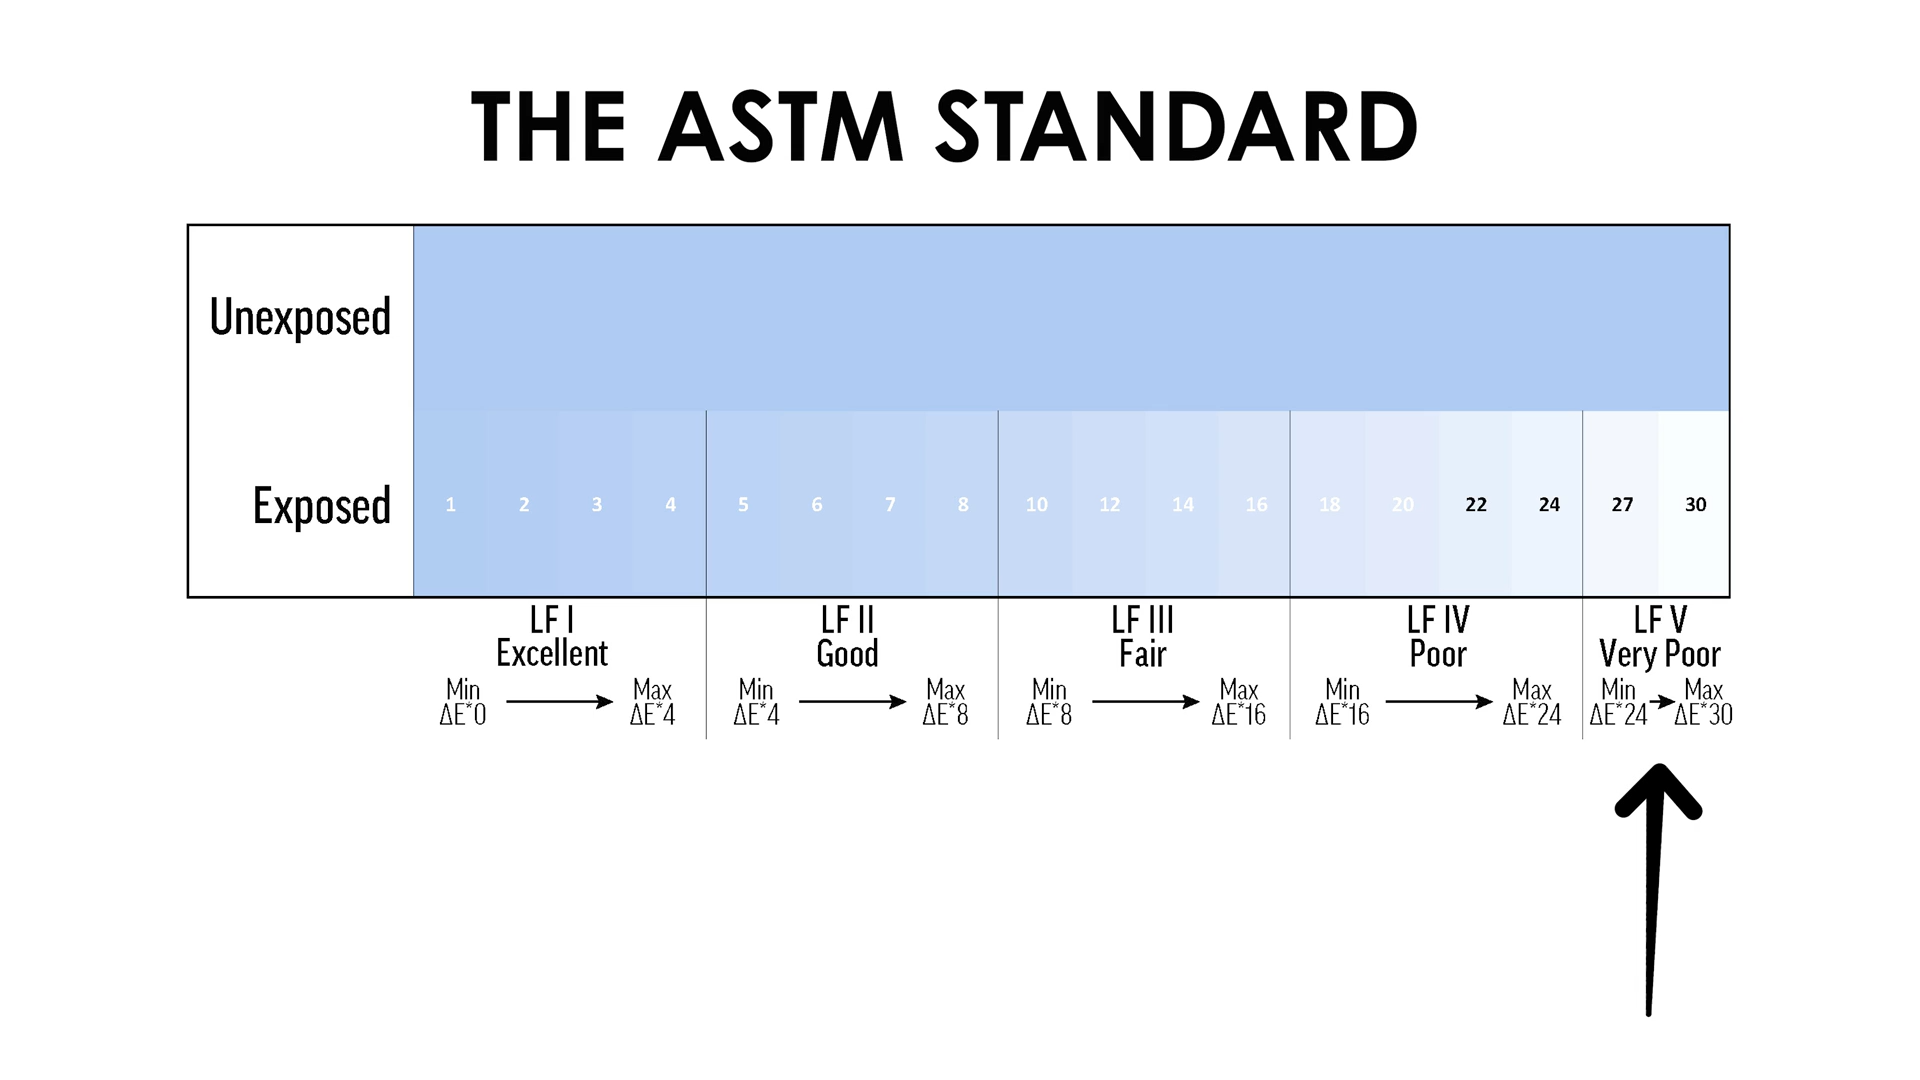 THE ASTM STANDARD
Unexposed
Exposed
1 2 3 4 5 6 7 8 10 12 14 16 18 20 22 24 27 30
LF I LF II LF III LF IV LF V
Excellent Good Fair Poor Very Poor
Min Max Min Max Min Max Min Max Min Max
ΔE*0 ΔE*4 ΔE*4 ΔE*8 ΔE*8 ΔE*16 ΔE*16 ΔE*24 ΔE*24 ΔE*30